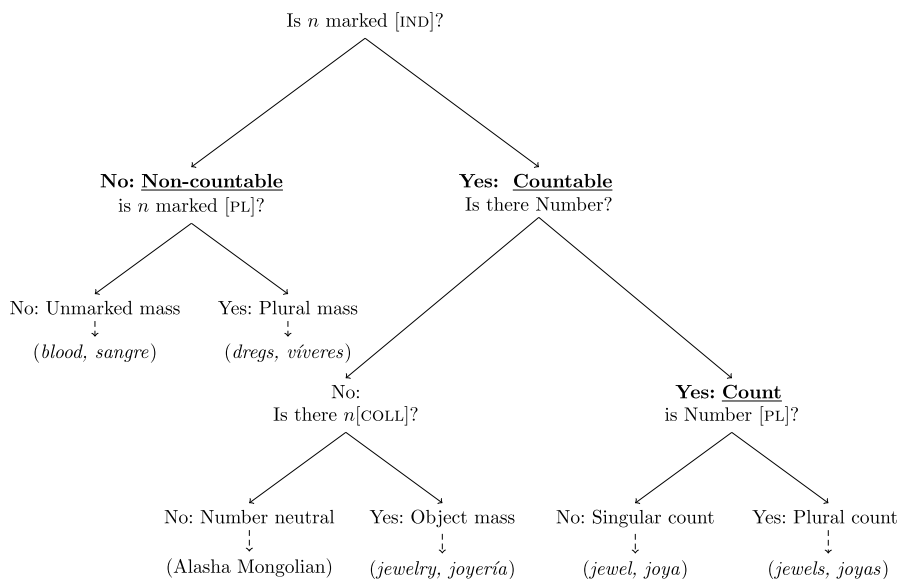 Is n marked [IND]?
No: Non-countable
is n marked [PL]?
Yes: Countable
Is there Number?
No: Unmarked mass
(blood, sangre)
Yes: Plural mass
(dregs, víveres)
No:
Is there n[COLL]?
Yes: Count
is Number [PL]?
No: Number neutral
(Alasha Mongolian)
Yes: Object mass
(jewelry, joyería)
No: Singular count
(jewel, joya)
Yes: Plural count
(jewels, joyas)